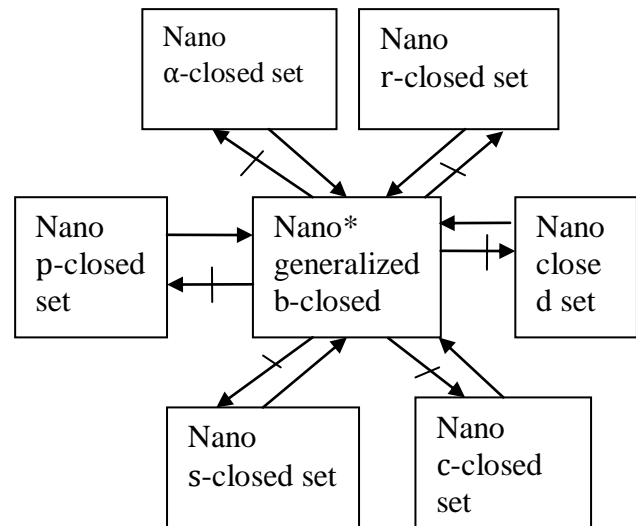 Nano
α-closed set
Nano
r-closed set
Nano
p-closed
set
Nano*
generalized
b-closed
Nano
close
d set
Nano
s-closed set
Nano
c-closed
set